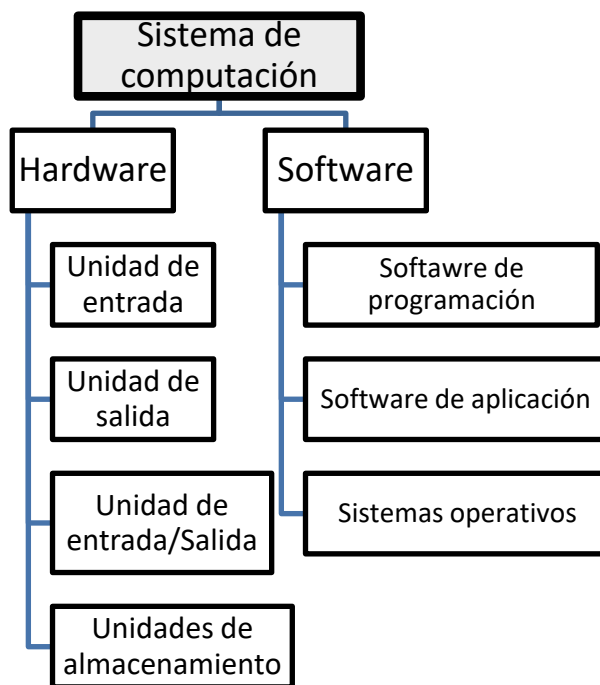 Sistema de
computación
Hardware
Software
Unidad de
entrada
Unidad de
salida
Unidad de
entrada/Salida
Unidades de
almacenamiento
Softawre de
programación
Software de aplicación
Sistemas operativos